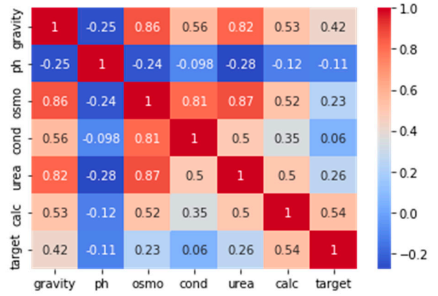 gravity 1 -0.25 0.86 0.56 0.82 0.53 0.42
ph -0.25 1 -0.24 -0.098 -0.28 -0.12 -0.11
osmo 0.86 -0.24 1 0.81 0.87 0.52 0.23
cond 0.56 -0.098 0.81 1 0.5 0.35 0.06
urea 0.82 -0.28 0.87 0.5 1 0.5 0.26
calc 0.53 -0.12 0.52 0.35 0.5 1 0.54
target 0.42 -0.11 0.23 0.06 0.26 0.54 1
gravity ph osmo cond urea calc target
1.0
0.8
0.6
0.4
0.2
0.0
-0.2